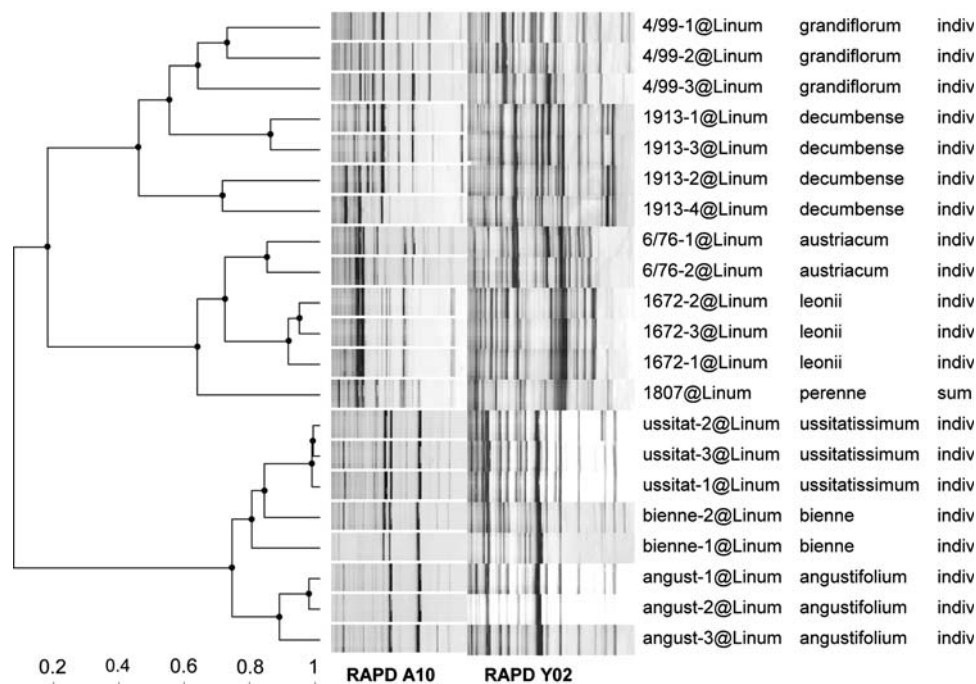 4/99-1@Linum grandiflorum indiv
4/99-2@Linum grandiflorum indiv
4/99-3@Linum grandiflorum indiv
1913-1@Linum decumbense indiv
1913-3@Linum decumbense indiv
1913-2@Linum decumbense indiv
1913-4@Linum decumbense indiv
6/76-1@Linum austriacum indiv
6/76-2@Linum austriacum indiv
1672-2@Linum leonii indiv
1672-3@Linum leonii indiv
1672-1@Linum leonii indiv
1807@Linum perenne sum
ussitat-2@Linum ussitatissimum indiv
ussitat-3@Linum ussitatissimum indiv
ussitat-1@Linum ussitatissimum indiv
bienne-2@Linum bienne indiv
bienne-1@Linum bienne indiv
angust-1@Linum angustifolium indiv
angust-2@Linum angustifolium indiv
angust-3@Linum angustifolium indiv
0.2 0.4 0.6 0.8 1 RAPD A10 RAPD Y02